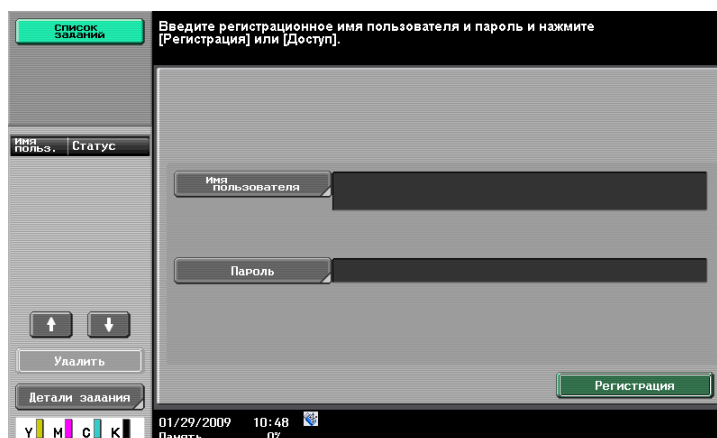 Список
заданий
Введите регистрационное имя пользователя и пароль и нажмите
[Регистрация] или [Доступ].
Имя
польз.
Статус
Имя
пользователя
Пароль
Удалить
Детали задания
Регистрация
Y M C K
01/29/2009 10:48
Память 0%